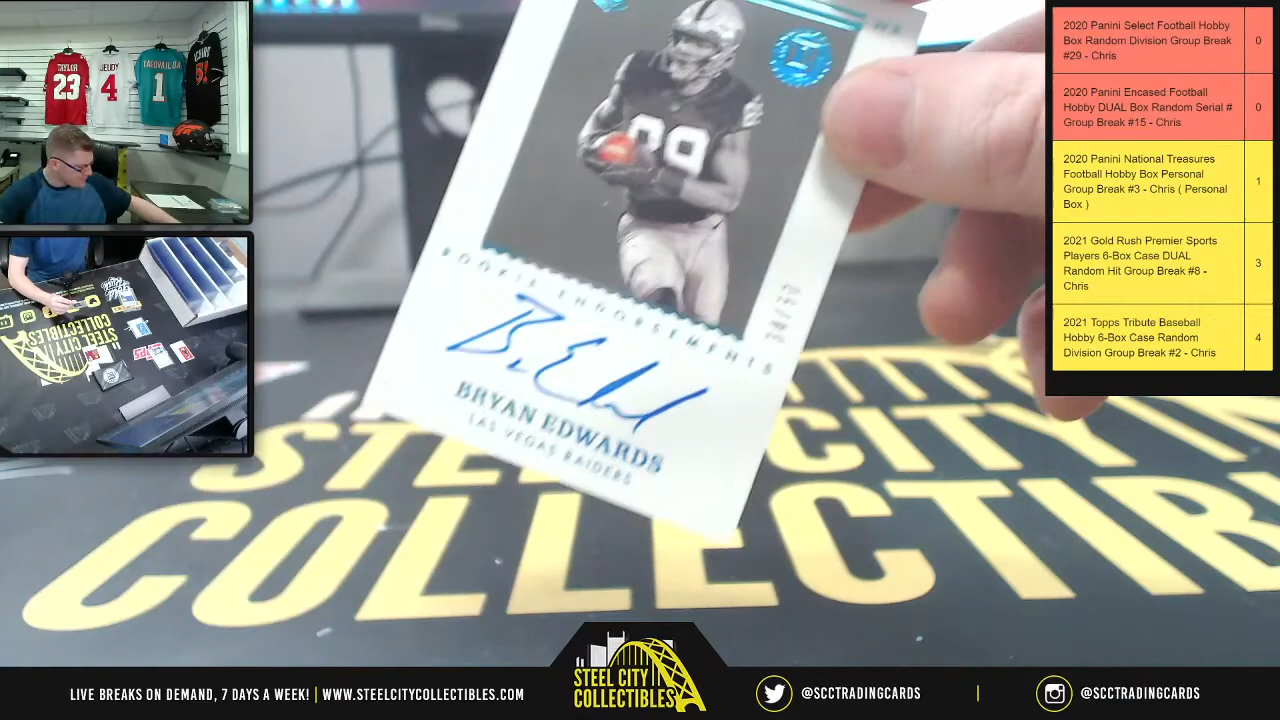 TAYLOR
23
JEUDY
4
TAGOVAILOA
1
STEEL CITY
COLLECTIBLES
89
ROOKIE ENDORSEMENTS
BRYAN EDWARDS
LAS VEGAS RAIDERS
STEEL CITY
COLLECTIB
2020 Panini Select Football Hobby
Box Random Division Group Break
#29 - Chris
0
2020 Panini Encased Football
Hobby DUAL Box Random Serial #
Group Break #15 - Chris
0
2020 Panini National Treasures
Football Hobby Box Personal
Group Break #3 - Chris ( Personal
Box )
1
2021 Gold Rush Premier Sports
Players 6-Box Case DUAL
Random Hit Group Break #8 -
Chris
3
2021 Topps Tribute Baseball
Hobby 6-Box Case Random
Division Group Break #2 - Chris
4
LIVE BREAKS ON DEMAND, 7 DAYS A WEEK! | WWW.STEELCITYCOLLECTIBLES.COM
STEEL CITY
COLLECTIBLES
@SCCTRADINGCARDS
@SCCTRADINGCARDS